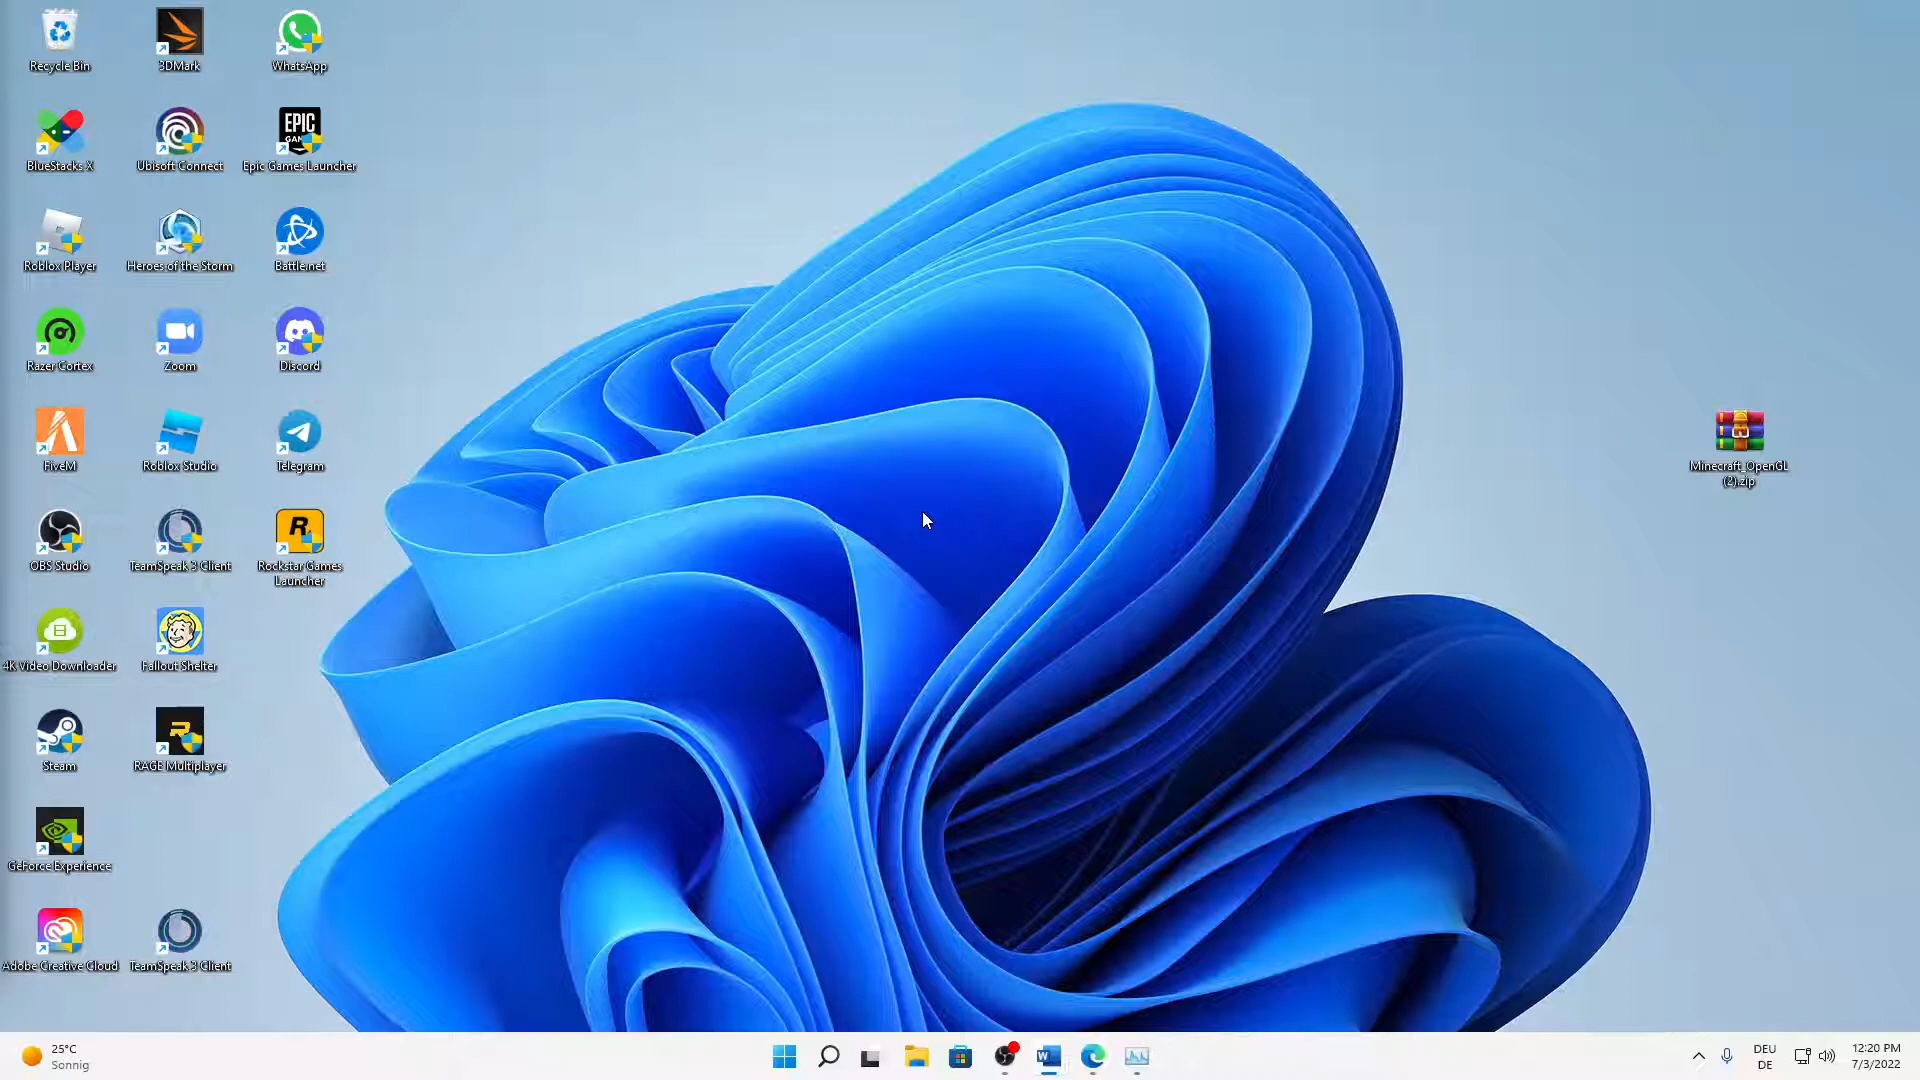 Recycle Bin
3DMark
WhatsApp
BlueStacks X
Ubisoft Connect
EPIC
GAMES
Epic Games Launcher
Roblox Player
Heroes of the Storm
Battle.net
Razer Cortex
Zoom
Discord
FiveM
Roblox Studio
Telegram
Minecraft_OpenGL
(2).zip
OBS Studio
TeamSpeak 3 Client
R
Rockstar Games
Launcher
4K Video Downloader
Fallout Shelter
Steam
RAGE Multiplayer
GeForce Experience
Adobe Creative Cloud
TeamSpeak 3 Client
25°C
Sonnig
W
DEU
DE
12:20 PM
7/3/2022